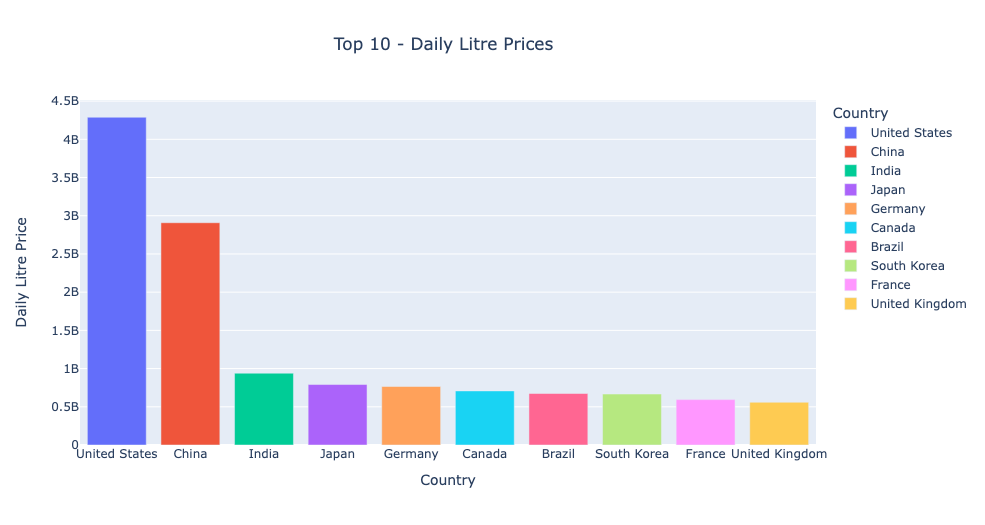 Top 10 - Daily Litre Prices
4.5B
4B
3.5B
3B
2.5B
2B
1.5B
1B
0.5B
0
Daily Litre Price
United States China India Japan Germany Canada Brazil South Korea France United Kingdom
Country
Country
United States
China
India
Japan
Germany
Canada
Brazil
South Korea
France
United Kingdom